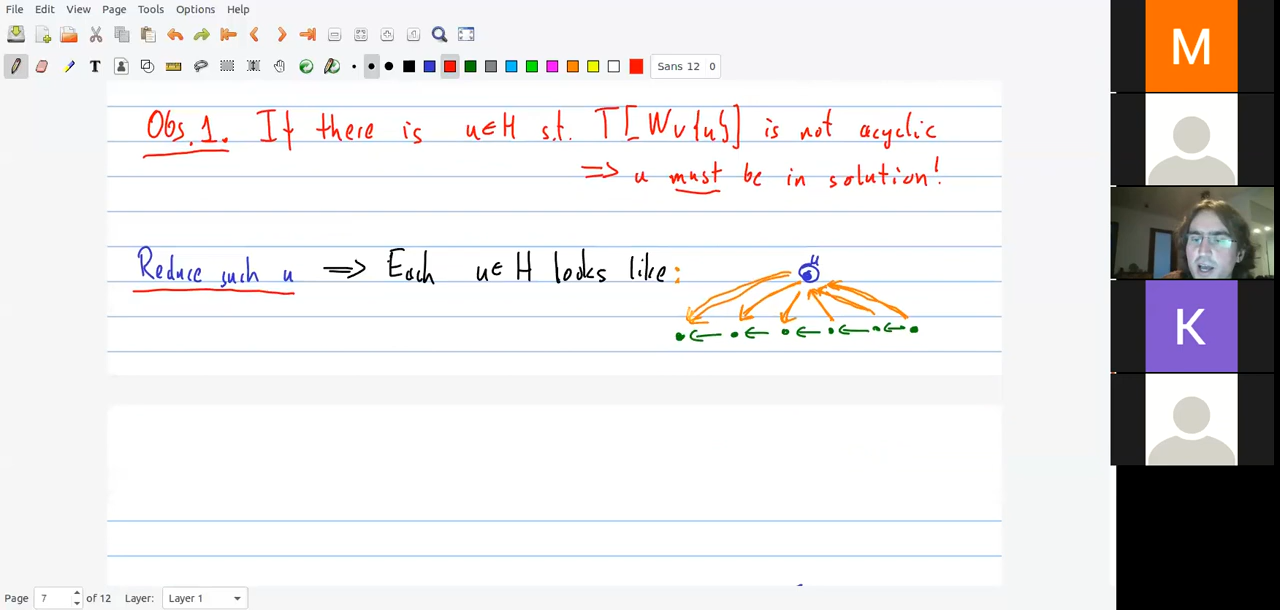 File Edit View Page Tools Options Help
Sans 12 0
Obs. 1. If there is u∈H s.t. T[W∪{u}] is not acyclic
=> u must be in solution!
Reduce such u => Each u∈H looks like:
u
Page 7 of 12 Layer: Layer 1
M
K